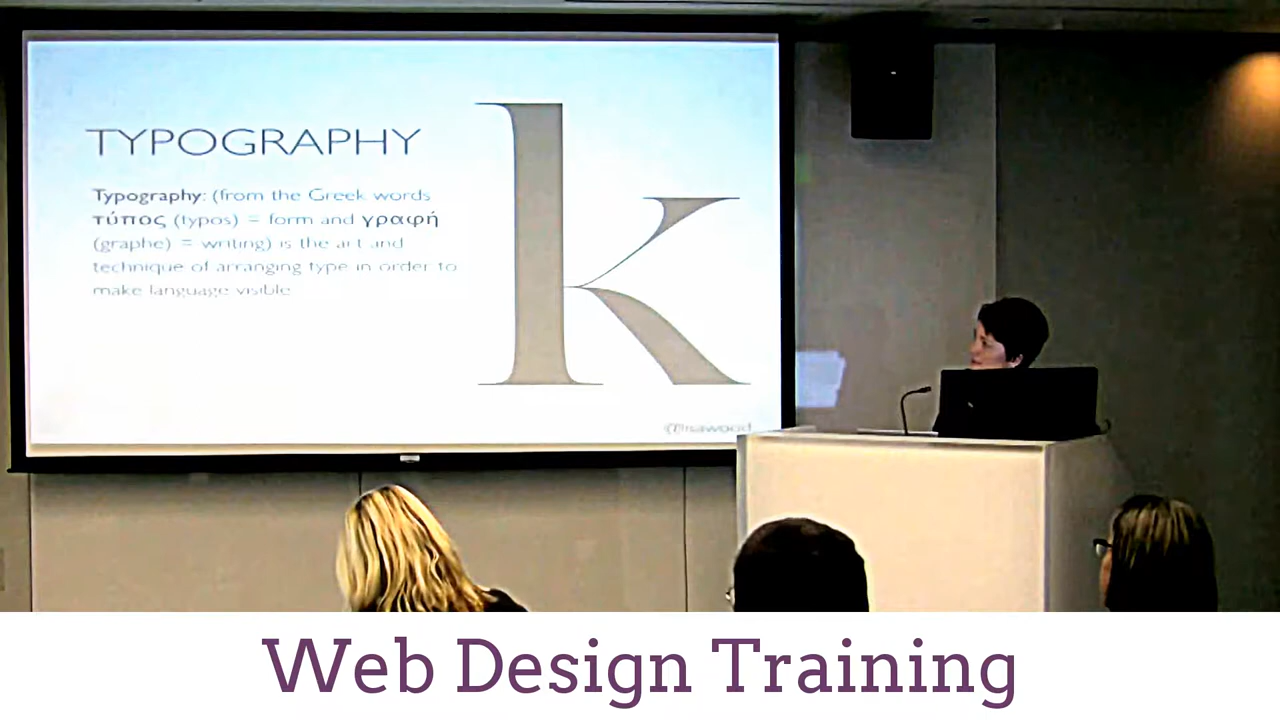 TYPOGRAPHY
Typography: (from the Greek words
τύπος (typos) = form and γραφή
(graphe) = writing) is the art and
technique of arranging type in order to
make language visible
k
Web Design Training